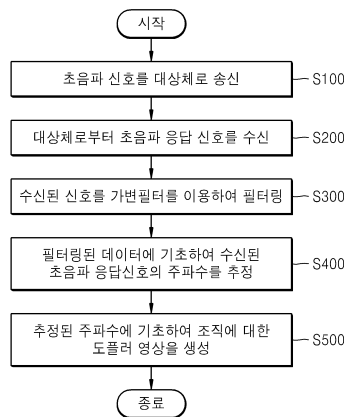 시작
초음파 신호를 대상체로 송신
S100
대상체로부터 초음파 응답 신호를 수신
S200
수신된 신호를 가변필터를 이용하여 필터링
S300
필터링된 데이터에 기초하여 수신된
초음파 응답신호의 주파수를 추정
S400
추정된 주파수에 기초하여 조직에 대한
도플러 영상을 생성
S500
종료